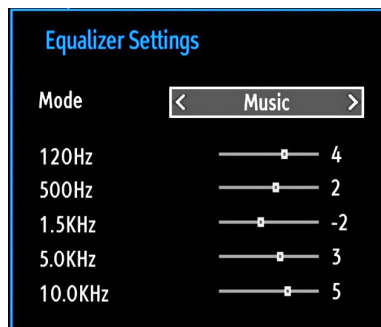 Equalizer Settings
Mode < Music >
120Hz 4
500Hz 2
1.5KHz -2
5.0KHz 3
10.0KHz 5